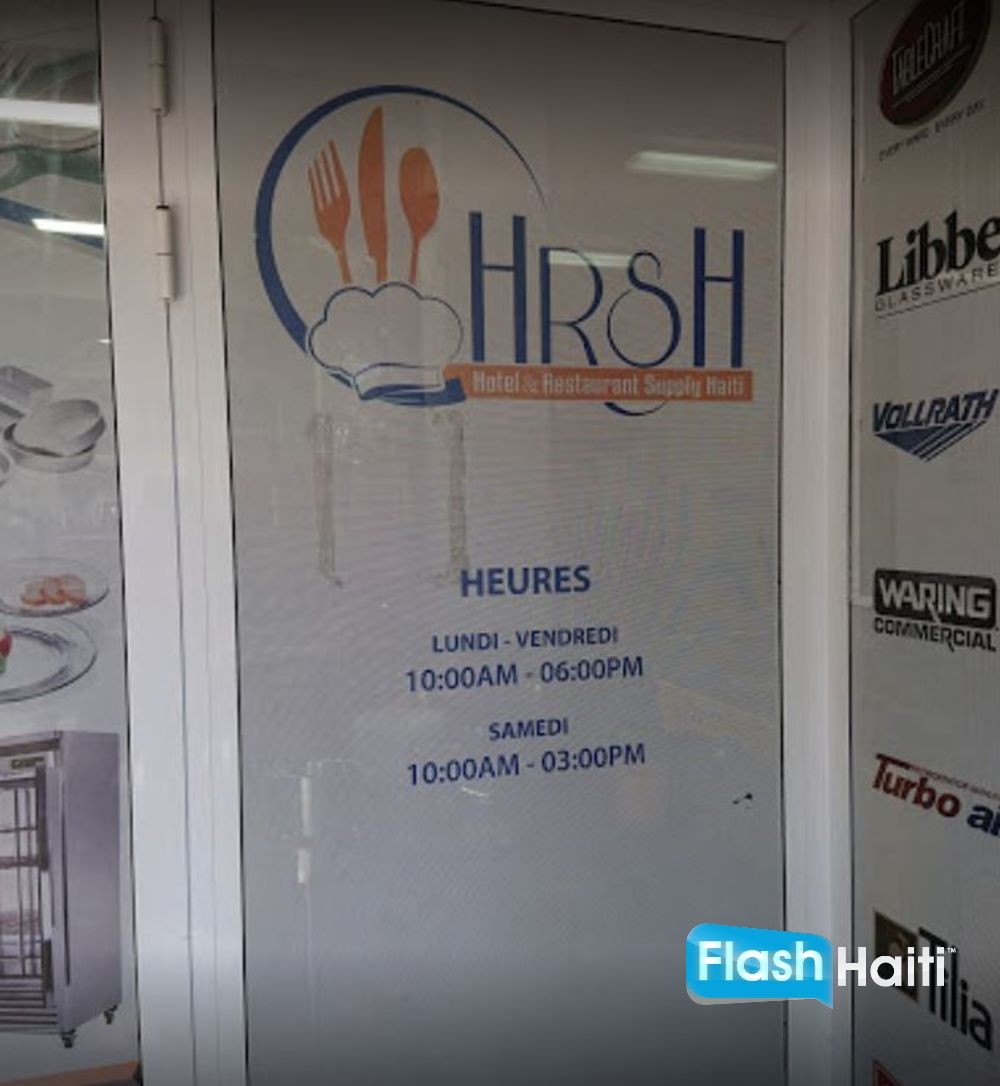 HRSH
Hotel & Restaurant Supply Haiti
HEURES
LUNDI - VENDREDI
10:00AM - 06:00PM
SAMEDI
10:00AM - 03:00PM
TABLECRAFT
Libbe
GLASSWARE
VOLLRATH
WARING
COMMERCIAL
Turbo ai
Tilia
Flash Haiti™